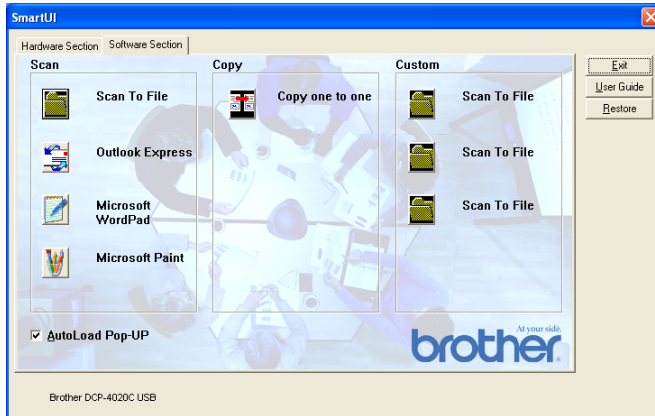 SmartUI
Hardware Section Software Section
Scan Copy Custom
Scan To File Copy one to one Scan To File
Outlook Express Scan To File
Microsoft
WordPad
Scan To File
Microsoft Paint
AutoLoad Pop-UP
At your side.
brother
Brother DCP-4020C USB
Exit
User Guide
Restore